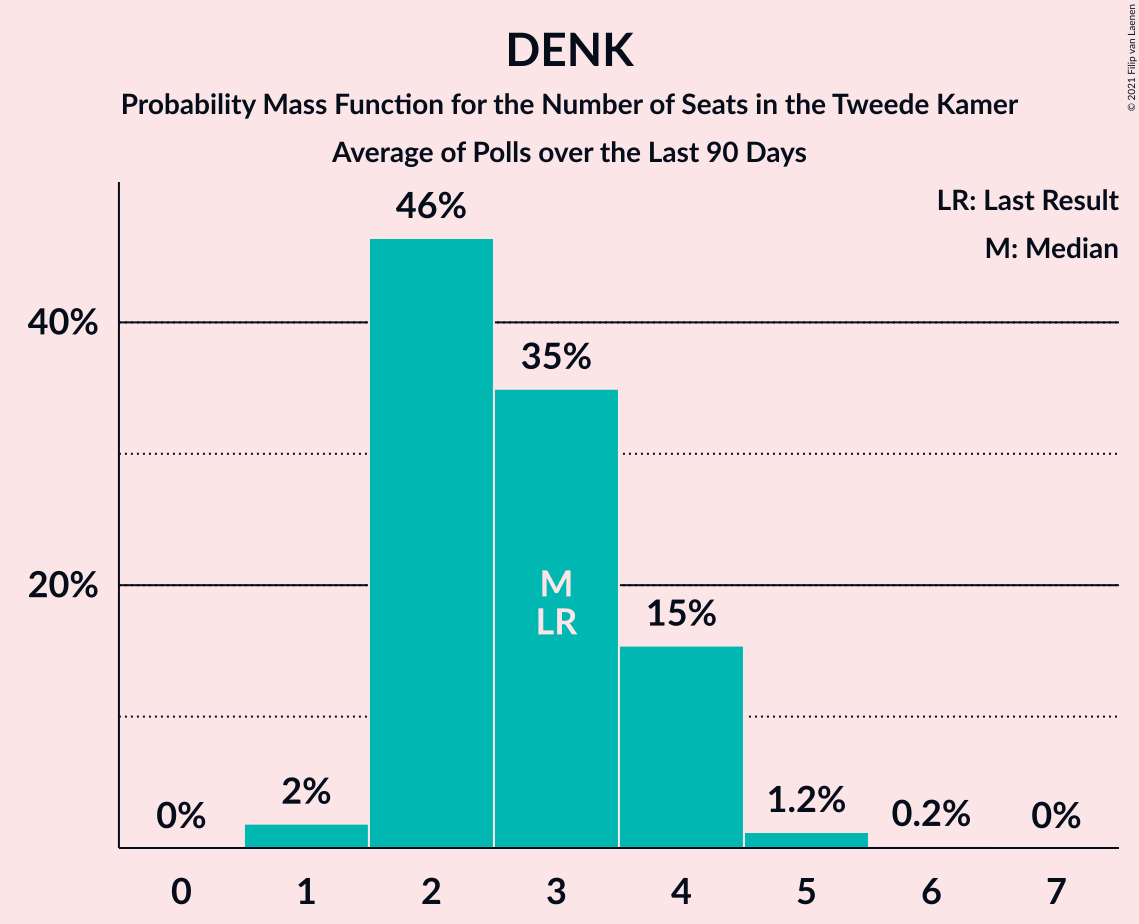 DENK
Probability Mass Function for the Number of Seats in the Tweede Kamer
Average of Polls over the Last 90 Days
© 2021 Filip van Laenen
LR: Last Result
M: Median
46%
40%
35%
20%
M
LR
15%
0%
2%
1.2%
0.2%
0%
0 1 2 3 4 5 6 7